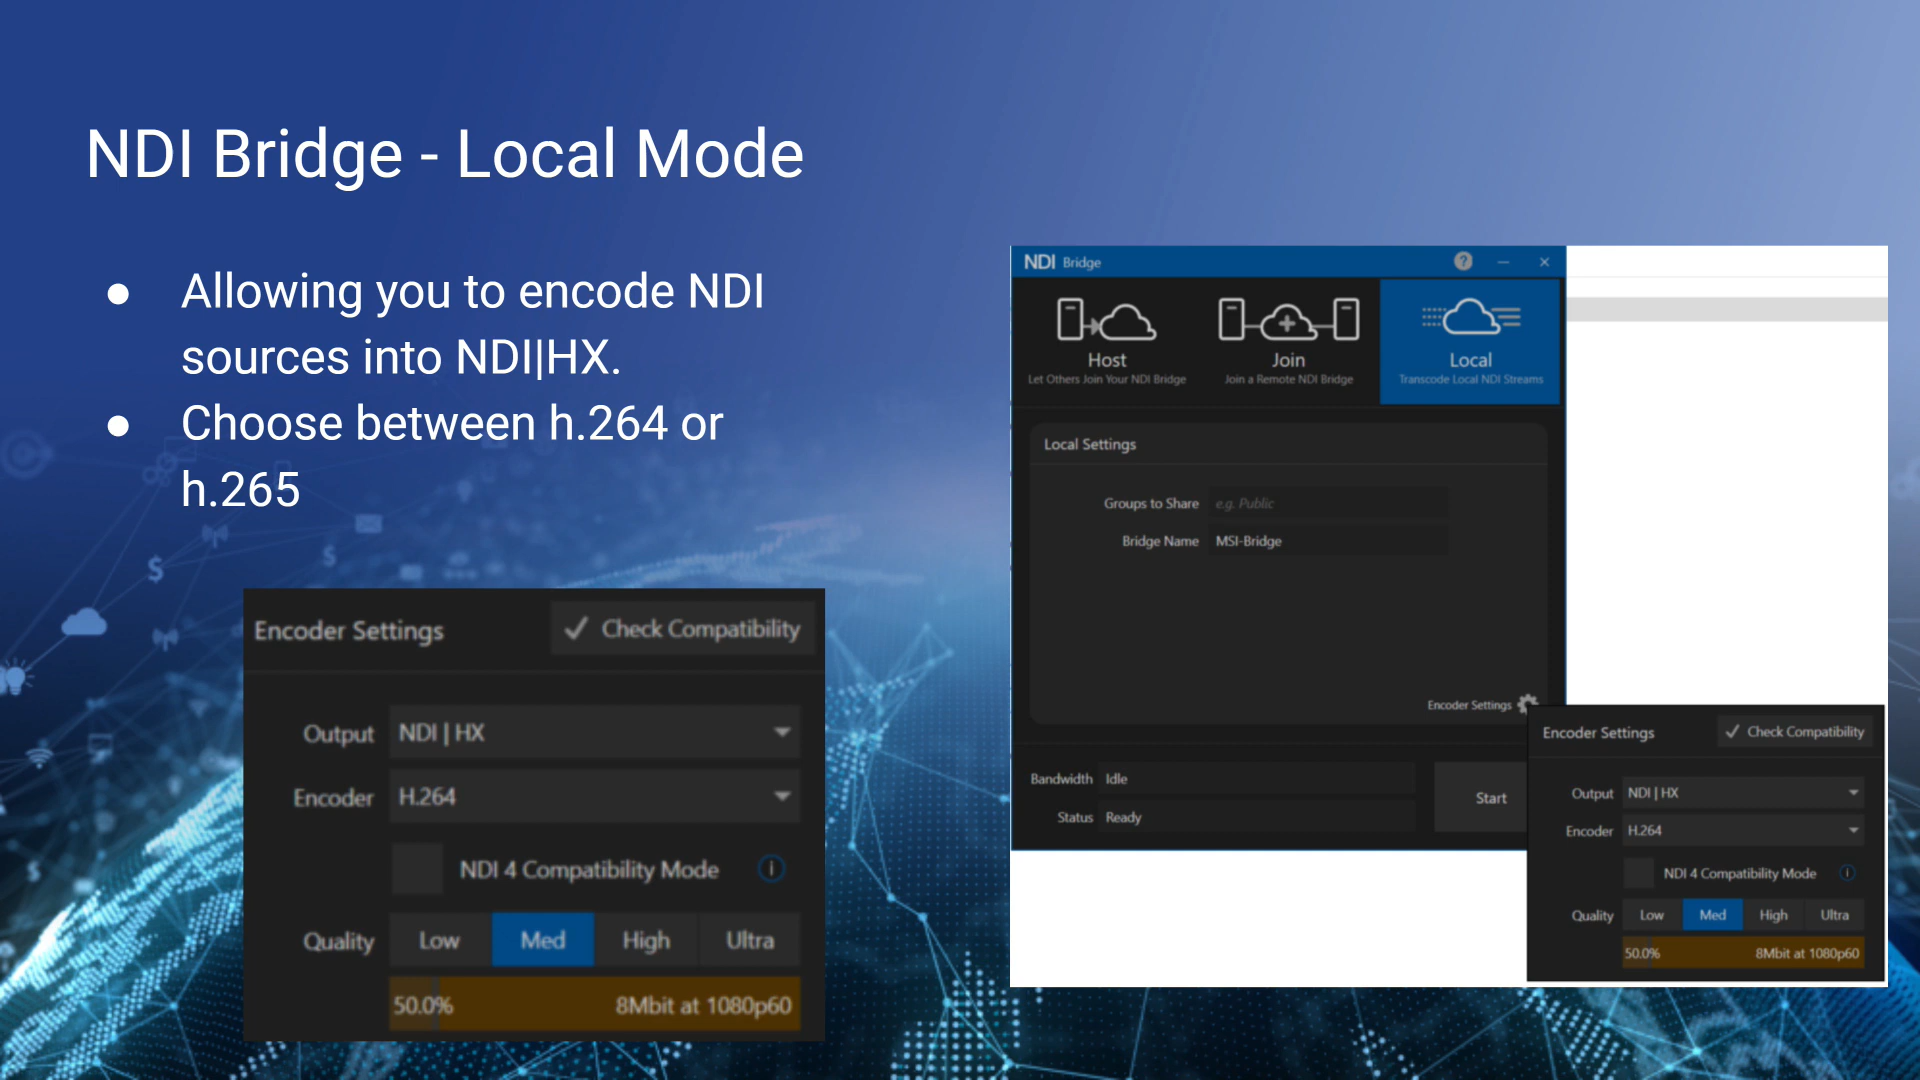 NDI Bridge - Local Mode
● Allowing you to encode NDI
sources into NDI|HX.
● Choose between h.264 or
h.265
Encoder Settings
✓ Check Compatibility
Output NDI | HX
Encoder H.264
NDI 4 Compatibility Mode i
Quality Low Med High Ultra
50.0% 8Mbit at 1080p60
NDI Bridge
?
Host
Let Others Join Your NDI Bridge
Join
Join a Remote NDI Bridge
Local
Transcode Local NDI Streams
Local Settings
Groups to Share e.g. Public
Bridge Name MSI-Bridge
Encoder Settings
Bandwidth Idle
Status Ready
Start
Encoder Settings
✓ Check Compatibility
Output NDI | HX
Encoder H.264
NDI 4 Compatibility Mode i
Quality Low Med High Ultra
50.0% 8Mbit at 1080p60